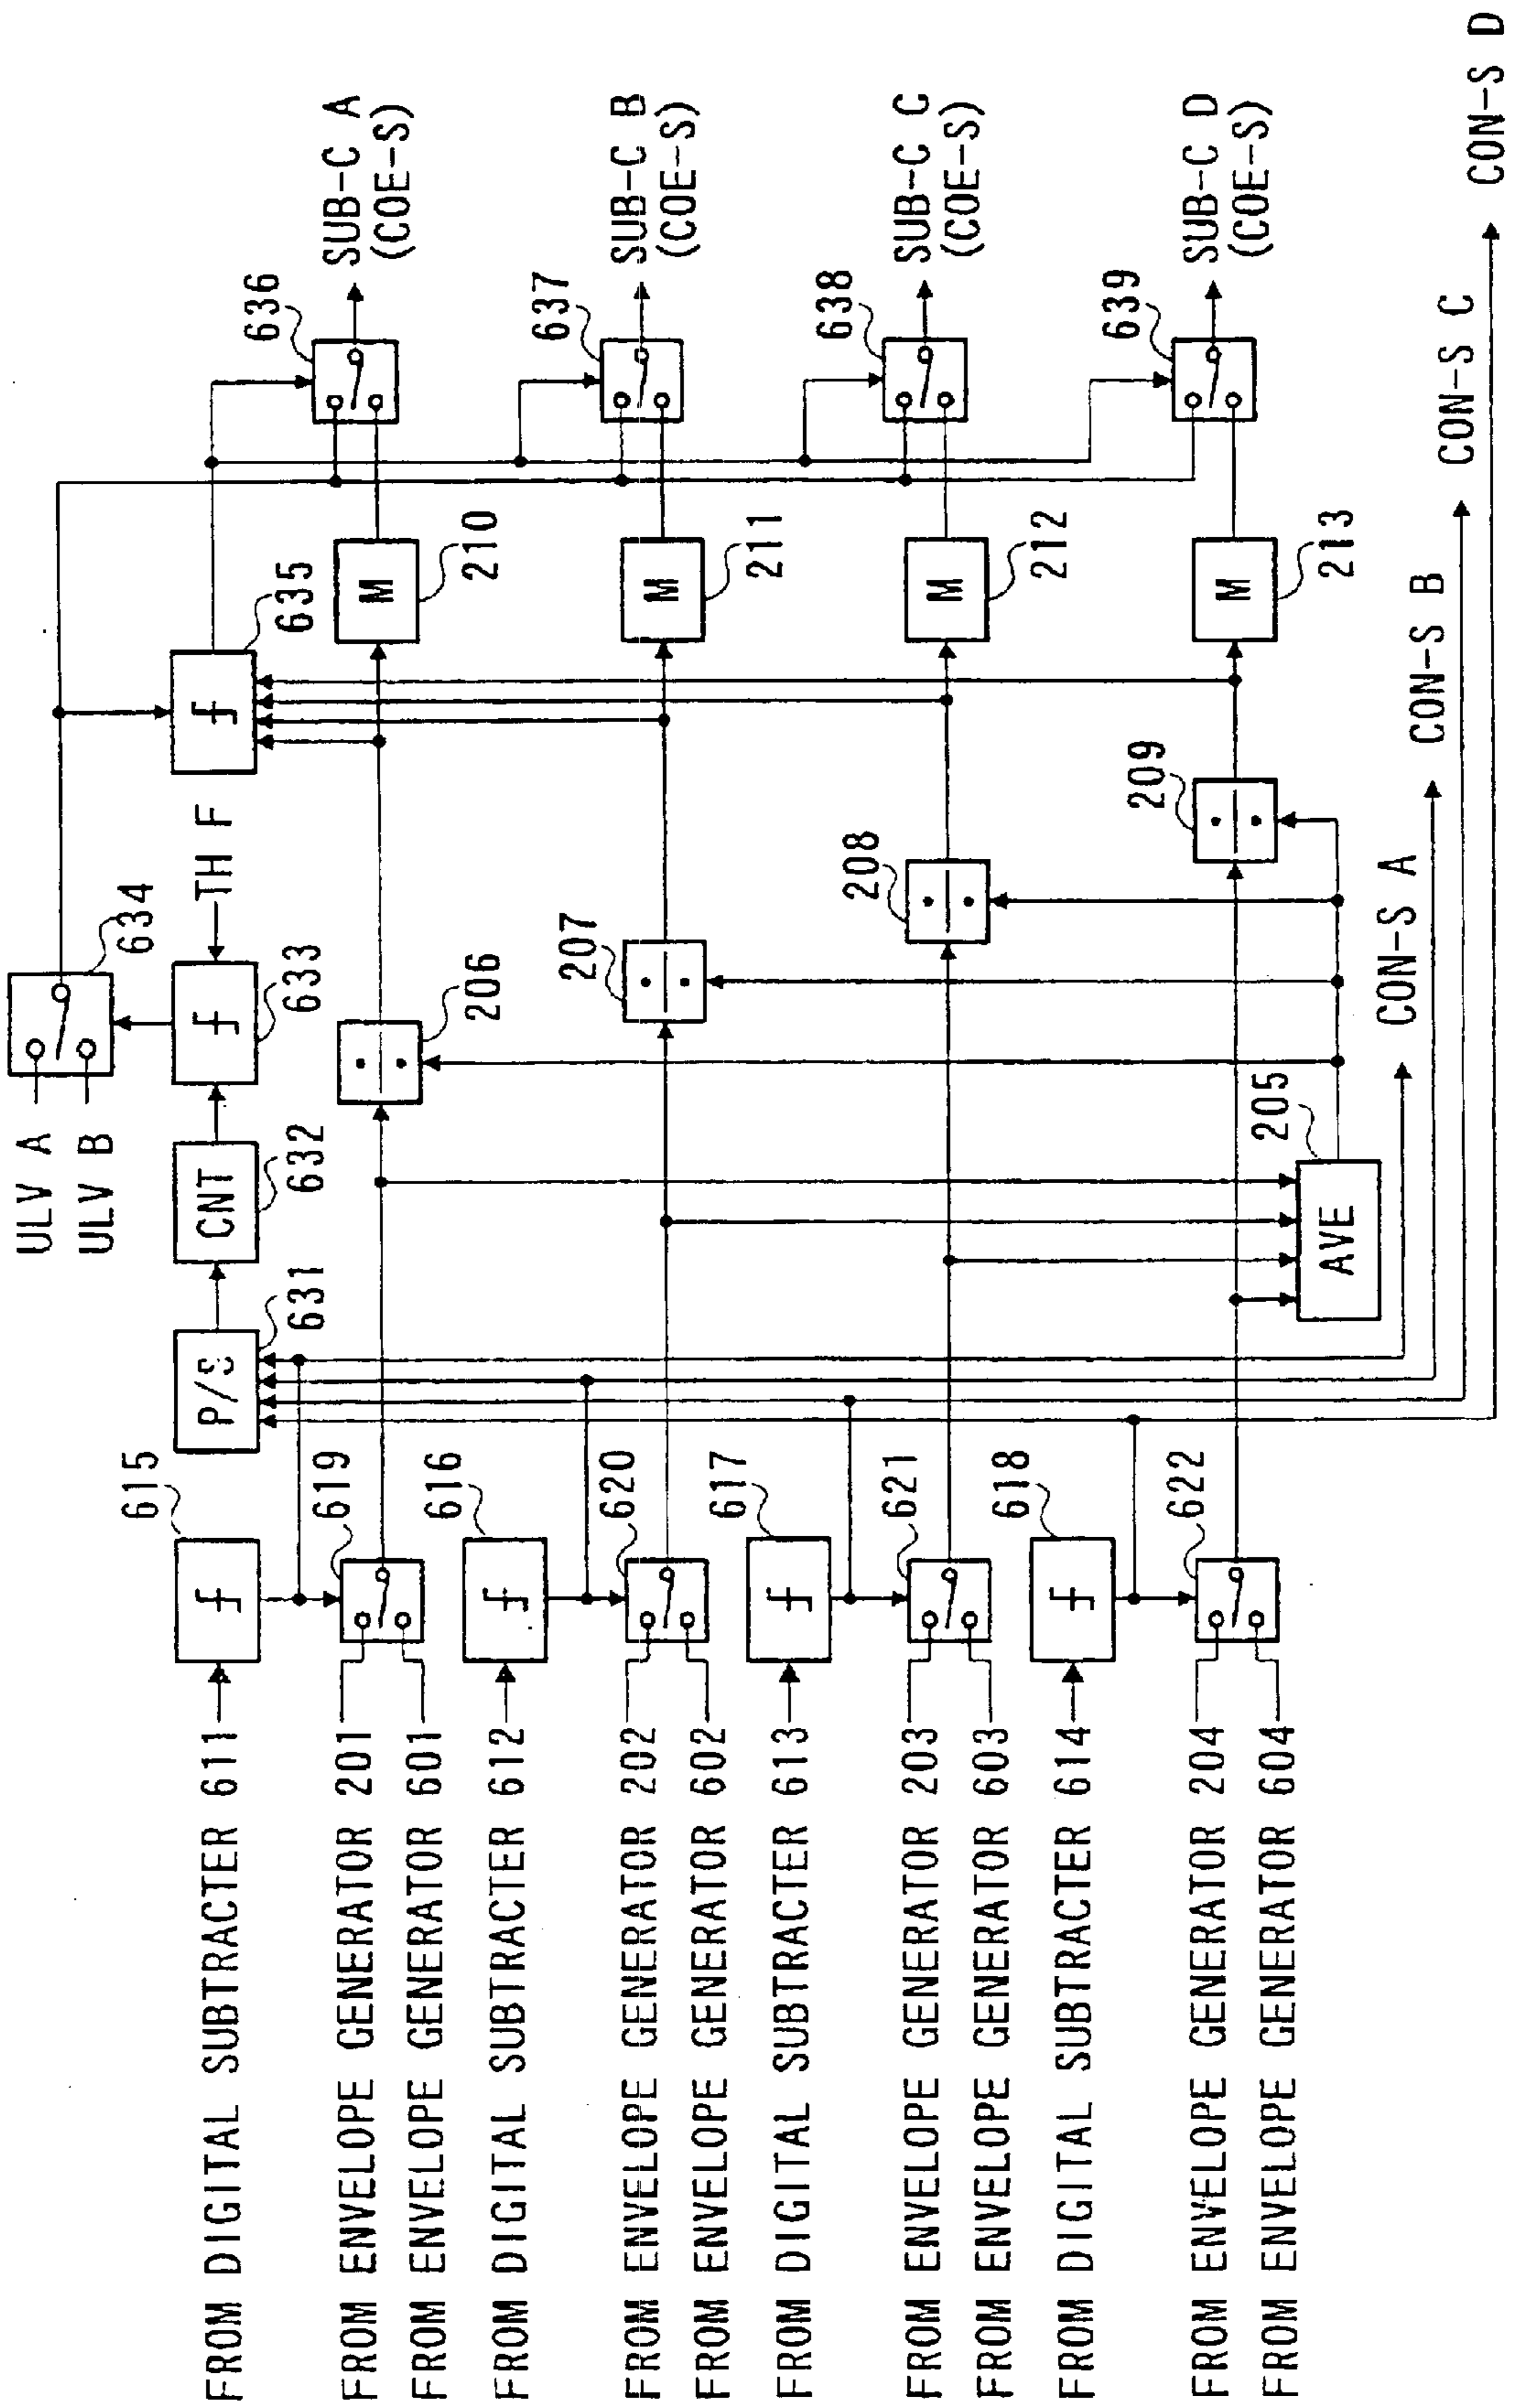 ULV A
ULV B
634
P/S
631
CNT
632
633
TH F
635
636
SUB-C A
(COE-S)
FROM DIGITAL SUBTRACTER 611
615
FROM ENVELOPE GENERATOR 201
FROM ENVELOPE GENERATOR 601
619
206
M
210
FROM DIGITAL SUBTRACTER 612
616
637
SUB-C B
(COE-S)
FROM ENVELOPE GENERATOR 202
FROM ENVELOPE GENERATOR 602
620
207
M
211
FROM DIGITAL SUBTRACTER 613
617
638
SUB-C C
(COE-S)
FROM ENVELOPE GENERATOR 203
FROM ENVELOPE GENERATOR 603
621
208
M
212
FROM DIGITAL SUBTRACTER 614
618
639
SUB-C D
(COE-S)
FROM ENVELOPE GENERATOR 204
FROM ENVELOPE GENERATOR 604
622
209
M
213
AVE
205
CON-S A
CON-S B
CON-S C
CON-S D